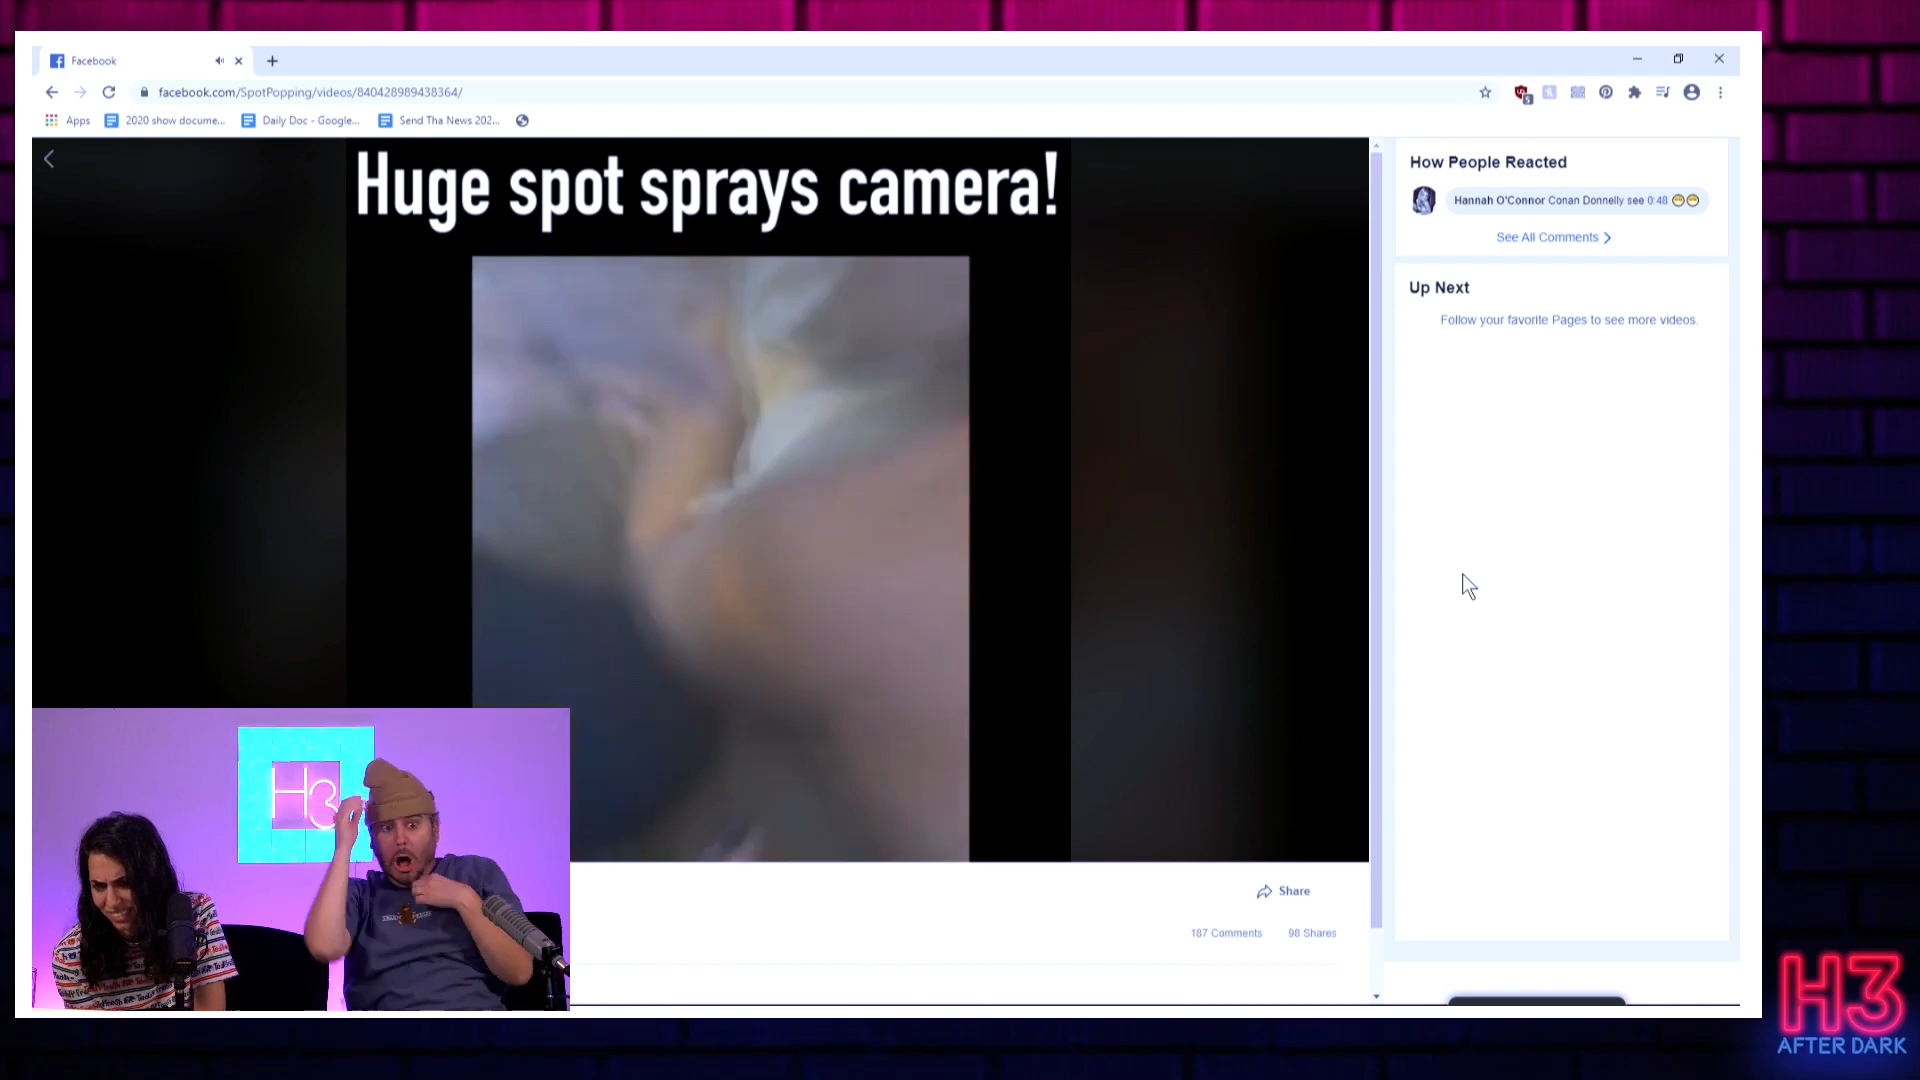 Facebook
facebook.com/SpotPopping/videos/840428989438364/
5
Apps
2020 show docume...
Daily Doc - Google...
Send Tha News 202...
Huge spot sprays camera!
How People Reacted
Hannah O'Connor Conan Donnelly see 0:48
See All Comments
Up Next
Follow your favorite Pages to see more videos.
H3
Share
187 Comments 98 Shares
H3
AFTER DARK